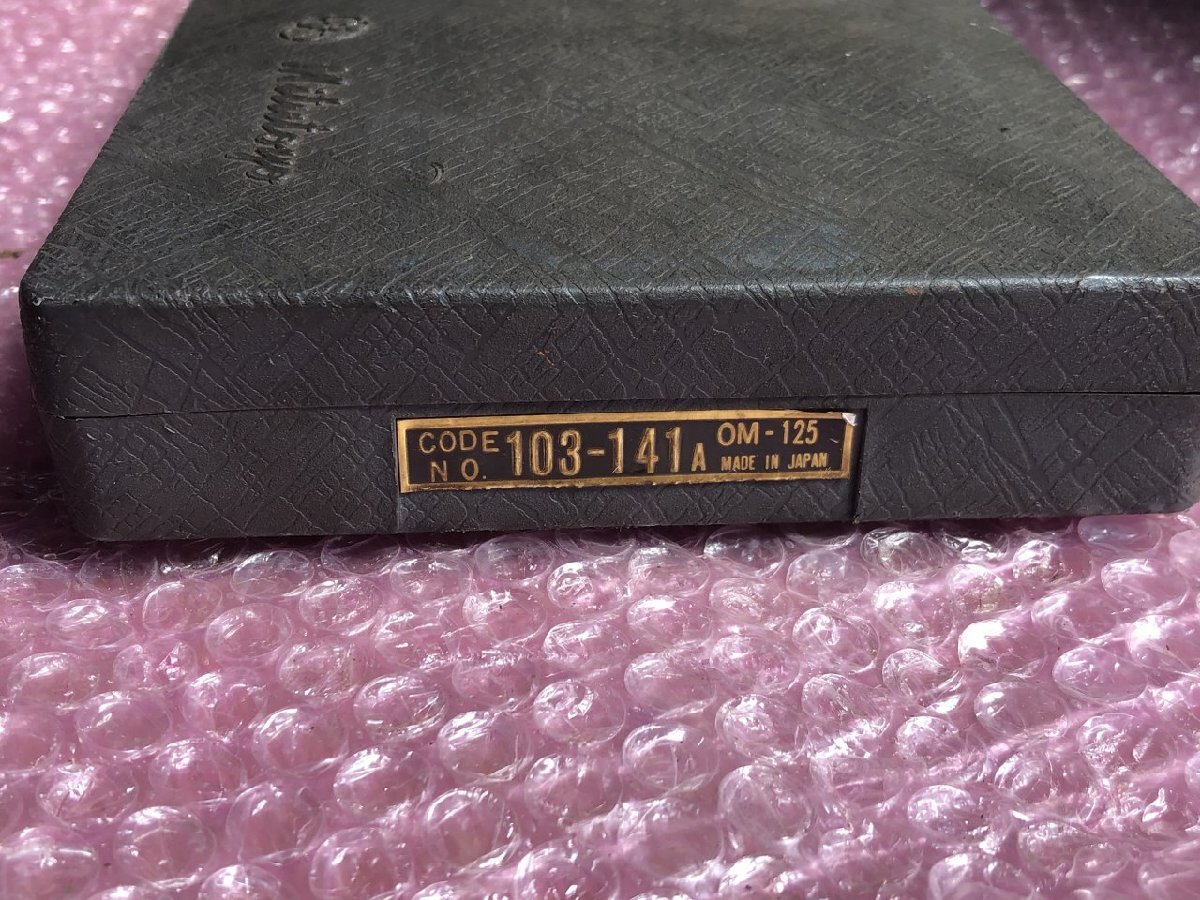 Mitutoyo
CODE NO. 103-141A OM-125
MADE IN JAPAN